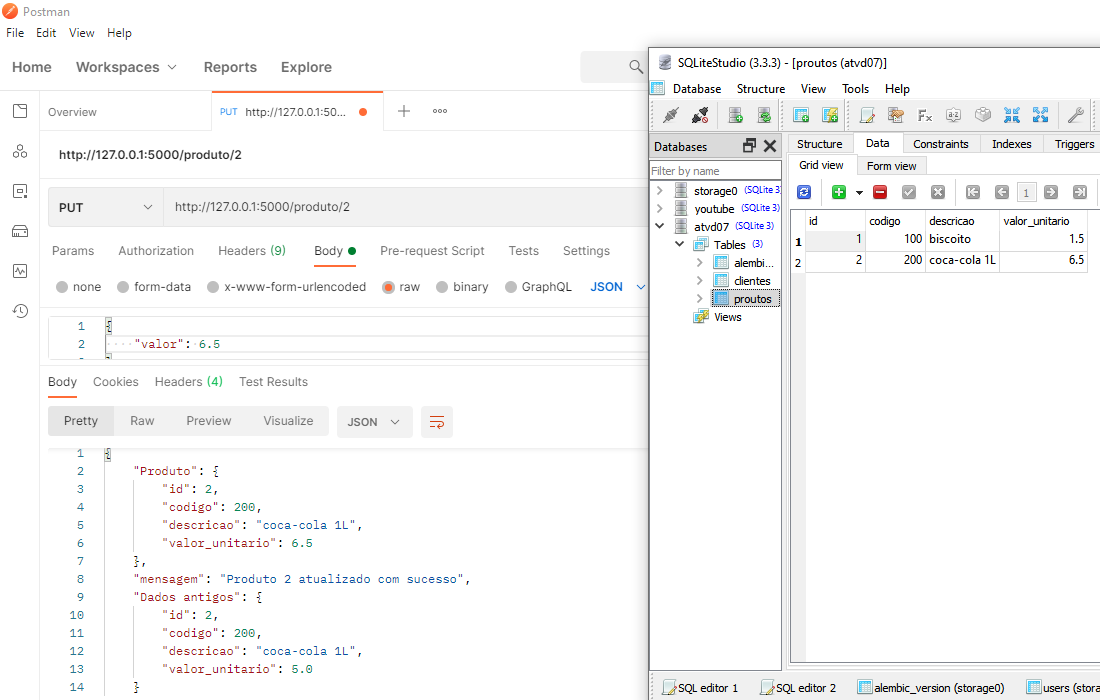 Postman
File Edit View Help
Home Workspaces Reports Explore
Overview PUT http://127.0.0.1:50...
http://127.0.0.1:5000/produto/2
PUT http://127.0.0.1:5000/produto/2
Params Authorization Headers (9) Body Pre-request Script Tests Settings
none form-data x-www-form-urlencoded raw binary GraphQL JSON
1 {
2 "valor": 6.5
Body Cookies Headers (4) Test Results
Pretty Raw Preview Visualize JSON
1 {
2 "Produto": {
3 "id": 2,
4 "codigo": 200,
5 "descricao": "coca-cola 1L",
6 "valor_unitario": 6.5
7 },
8 "mensagem": "Produto 2 atualizado com sucesso",
9 "Dados antigos": {
10 "id": 2,
11 "codigo": 200,
12 "descricao": "coca-cola 1L",
13 "valor_unitario": 5.0
14 }
SQLiteStudio (3.3.3) - [proutos (atvd07)]
Database Structure View Tools Help
Databases
Filter by name
storage0 (SQLite 3)
youtube (SQLite 3)
atvd07 (SQLite 3)
Tables (3)
alembi...
clientes
proutos
Views
Structure Data Constraints Indexes Triggers
Grid view Form view
1
id codigo descricao valor_unitario
1 1 100 biscoito 1.5
2 2 200 coca-cola 1L 6.5
SQL editor 1 SQL editor 2 alembic_version (storage0) users (stora